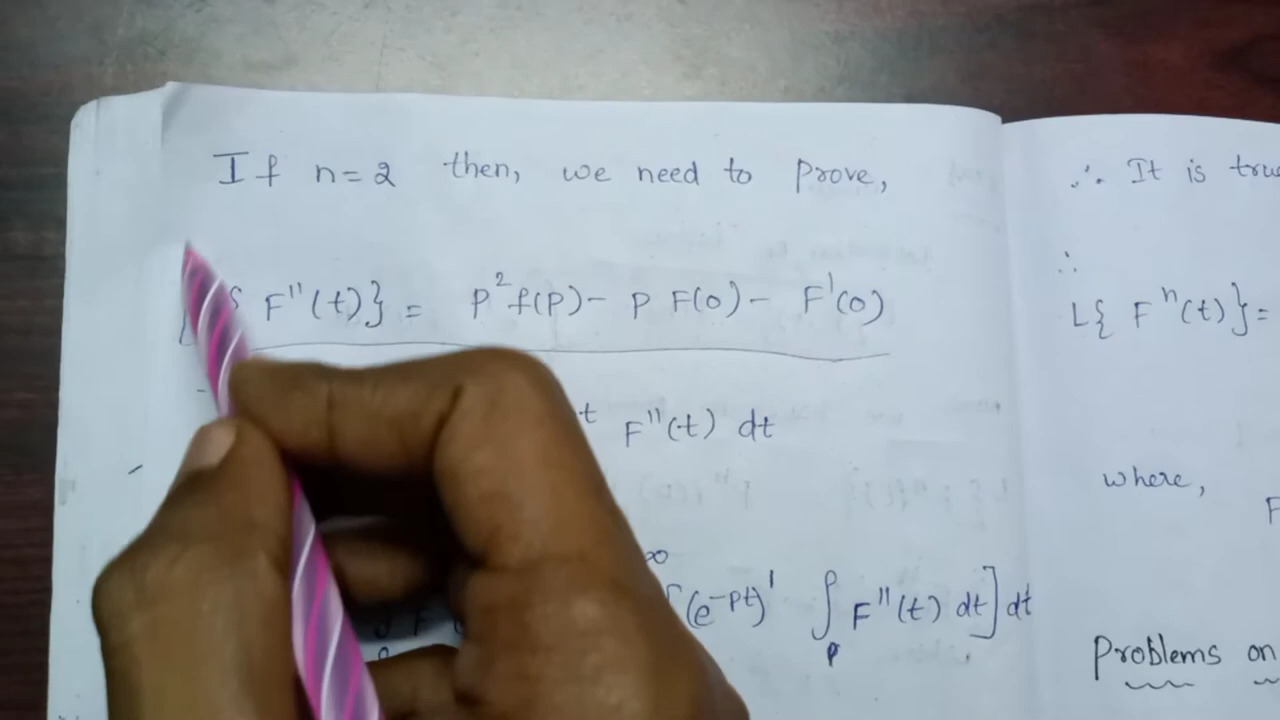 If n=2 then, we need to prove,
F''(t)} = p²f(p) - p F(0) - F'(0)
F''(t) dt
∞
(e^-pt)' ∫ F''(t) dt] dt
∴ It is true
∴
L{ F^n(t)} =
where,
F
Problems on